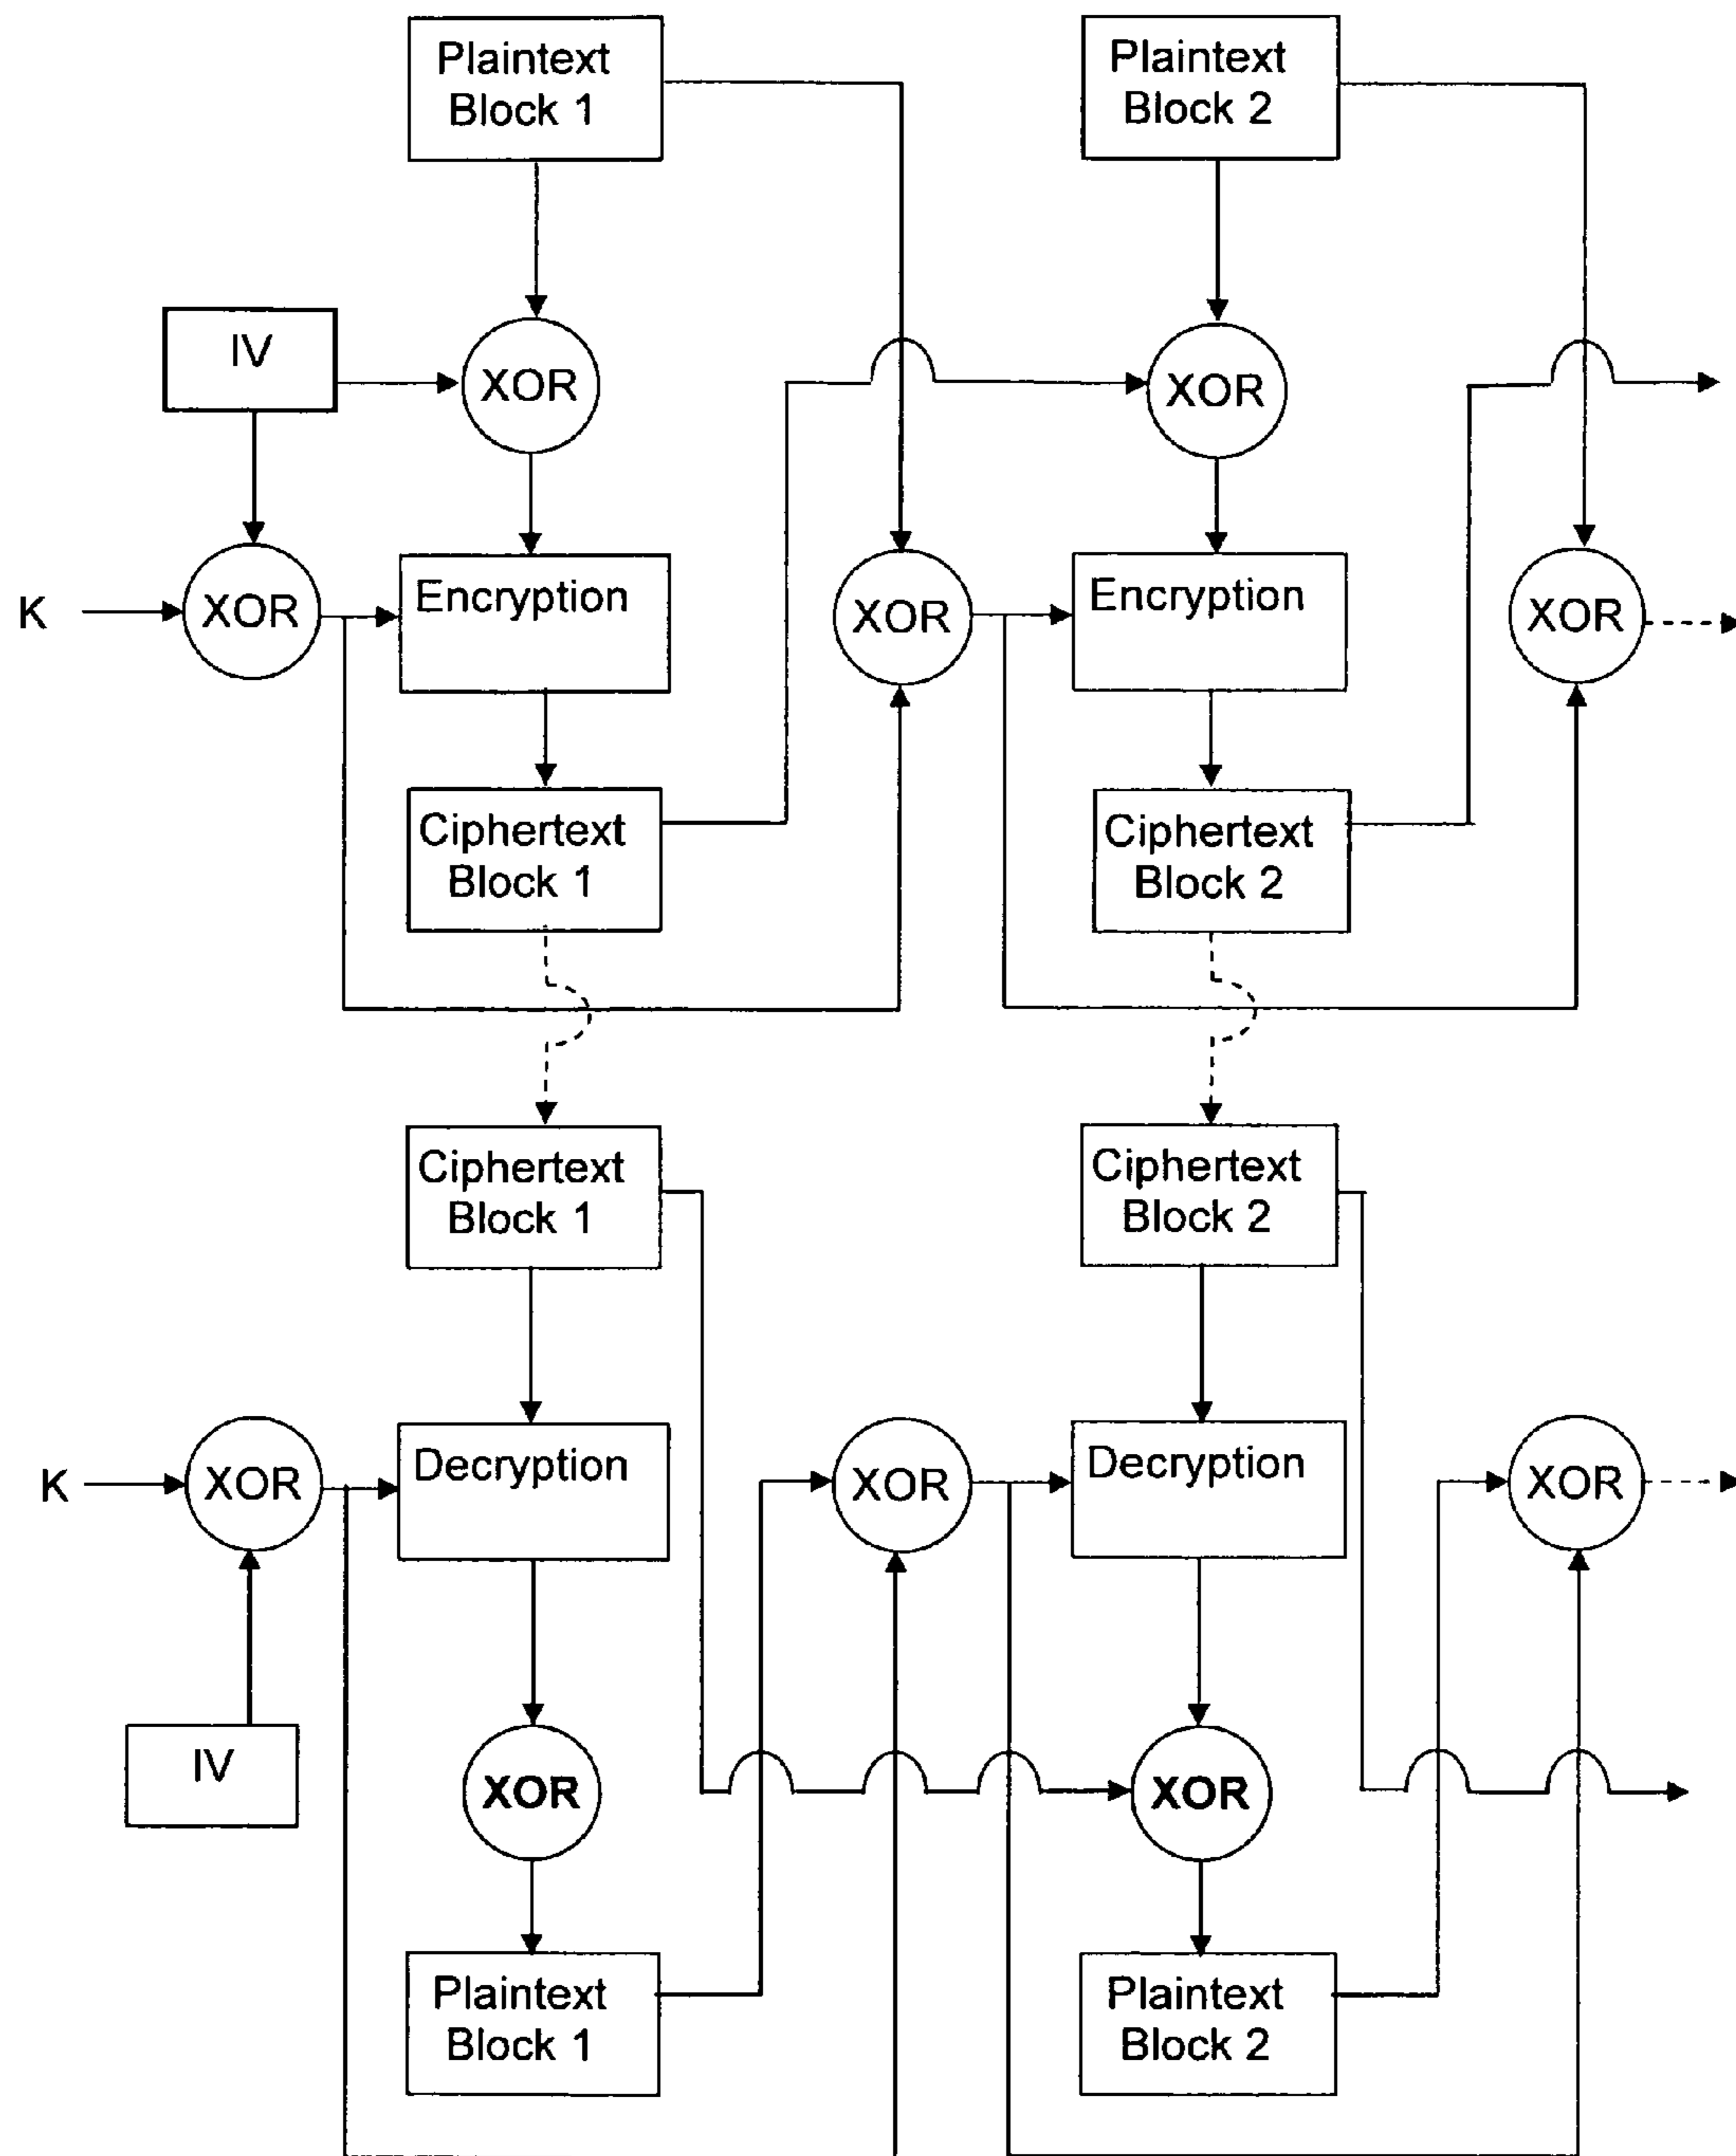 Plaintext
Block 1
Plaintext
Block 2
IV
XOR
XOR
K
XOR
Encryption
XOR
Encryption
XOR
Ciphertext
Block 1
Ciphertext
Block 2
Ciphertext
Block 1
Ciphertext
Block 2
K
XOR
Decryption
XOR
Decryption
XOR
IV
XOR
XOR
Plaintext
Block 1
Plaintext
Block 2